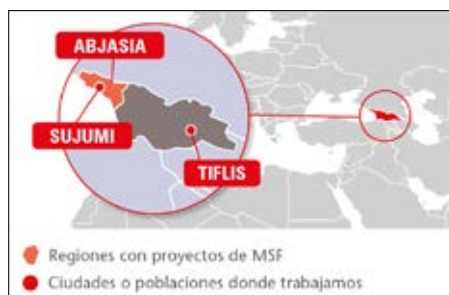 ABJASIA
SUJUMI
TIFLIS
Regiones con proyectos de MSF
Ciudades o poblaciones donde trabajamos